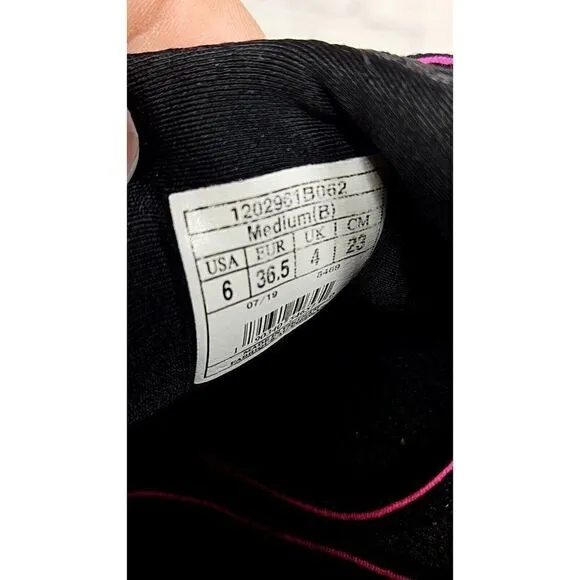 1202961B062
Medium(B)
USA EUR UK CM
6 36.5 4 23
07/19 5469